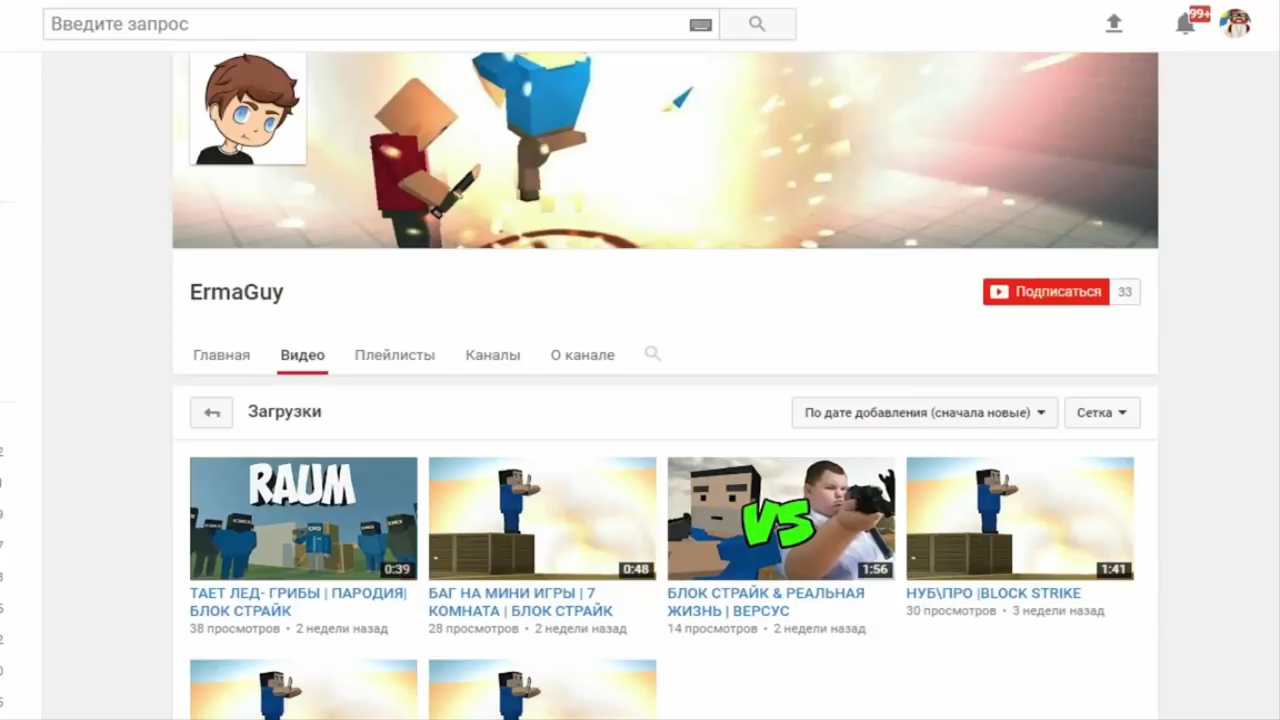 Введите запрос
99+
ErmaGuy
Подписаться 33
Главная Видео Плейлисты Каналы О канале
Загрузки
По дате добавления (сначала новые) Сетка
RAUM
VS
0:39 0:48 1:56 1:41
ТАЕТ ЛЕД- ГРИБЫ | ПАРОДИЯ|
БЛОК СТРАЙК
38 просмотров • 2 недели назад
БАГ НА МИНИ ИГРЫ | 7
КОМНАТА | БЛОК СТРАЙК
28 просмотров • 2 недели назад
БЛОК СТРАЙК & РЕАЛЬНАЯ
ЖИЗНЬ | ВЕРСУС
14 просмотров • 2 недели назад
НУБ\ПРО |BLOCK STRIKE
30 просмотров • 3 недели назад